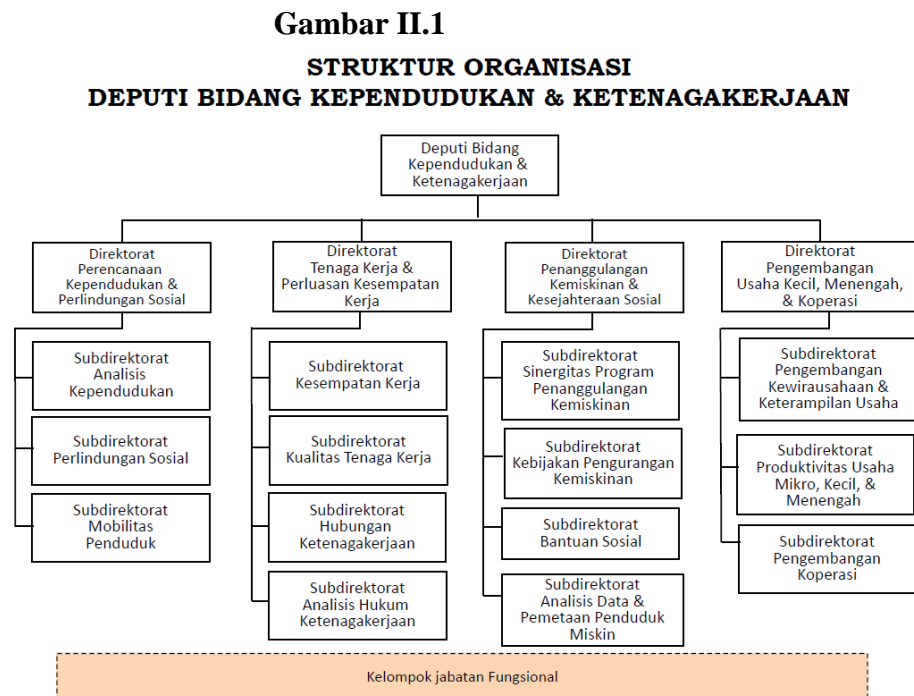 Gambar II.1
STRUKTUR ORGANISASI
DEPUTI BIDANG KEPENDUDUKAN & KETENAGAKERJAAN
Deputi Bidang
Kependudukan &
Ketenagakerjaan
Direktorat
Perencanaan
Kependudukan &
Perlindungan Sosial
Subdirektorat
Analisis
Kependudukan
Subdirektorat
Perlindungan Sosial
Subdirektorat
Mobilitas
Penduduk
Direktorat
Tenaga Kerja &
Perluasan Kesempatan
Kerja
Subdirektorat
Kesempatan Kerja
Subdirektorat
Kualitas Tenaga Kerja
Subdirektorat
Hubungan
Ketenagakerjaan
Subdirektorat
Analisis Hukum
Ketenagakerjaan
Direktorat
Penanggulangan
Kemiskinan &
Kesejahteraan Sosial
Subdirektorat
Sinergitas Program
Penanggulangan
Kemiskinan
Subdirektorat
Kebijakan Pengurangan
Kemiskinan
Subdirektorat
Bantuan Sosial
Subdirektorat
Analisis Data &
Pemetaan Penduduk
Miskin
Direktorat
Pengembangan
Usaha Kecil, Menengah,
& Koperasi
Subdirektorat
Pengembangan
Kewirausahaan &
Keterampilan Usaha
Subdirektorat
Produktivitas Usaha
Mikro, Kecil, &
Menengah
Subdirektorat
Pengembangan
Koperasi
Kelompok jabatan Fungsional